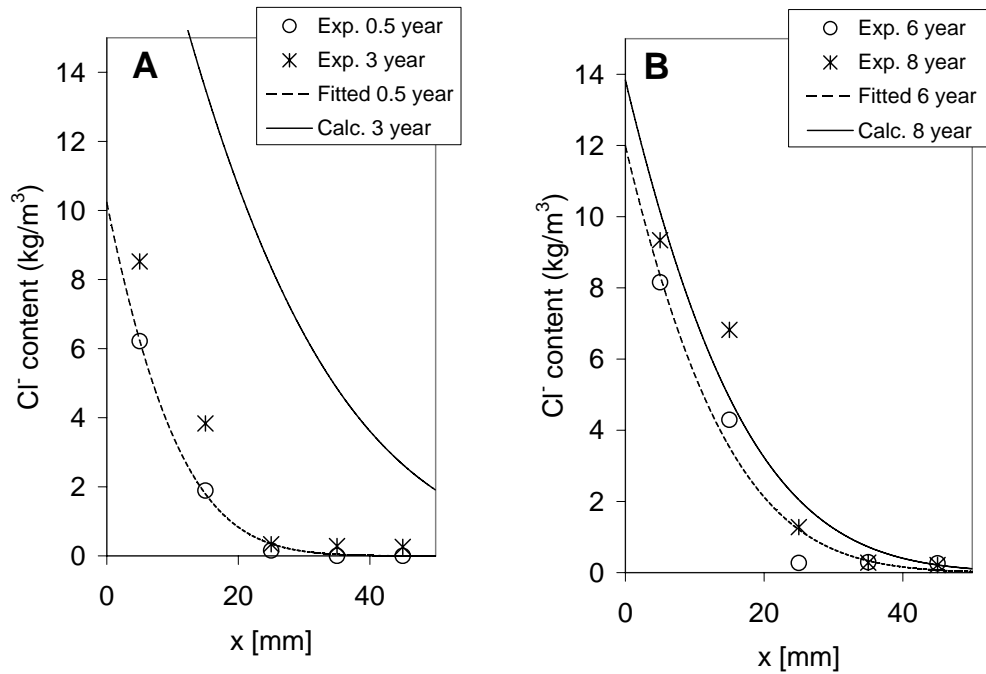 A
Exp. 0.5 year
Exp. 3 year
Fitted 0.5 year
Calc. 3 year
14
12
10
8
6
4
2
0
Cl⁻ content (kg/m³)
0 20 40
x [mm]
B
Exp. 6 year
Exp. 8 year
Fitted 6 year
Calc. 8 year
14
12
10
8
6
4
2
0
Cl⁻ content (kg/m³)
0 20 40
x [mm]